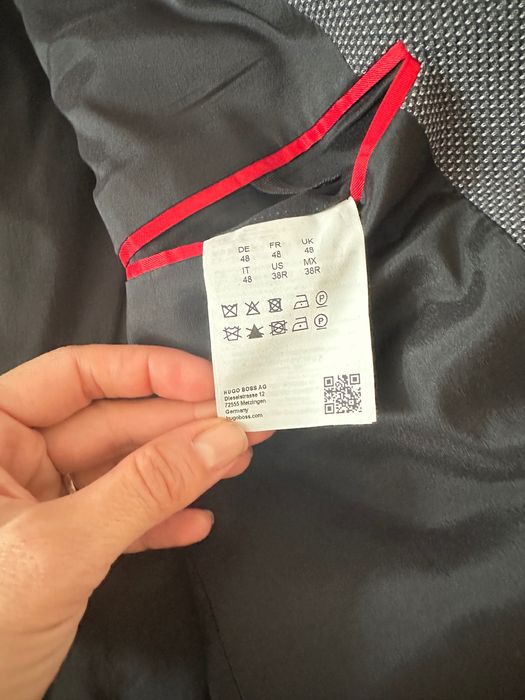 DE FR UK
48 48 48
IT US MX
48 38R 38R
P
P
HUGO BOSS AG
Dieselstrasse 12
72555 Metzingen
Germany
hugoboss.com